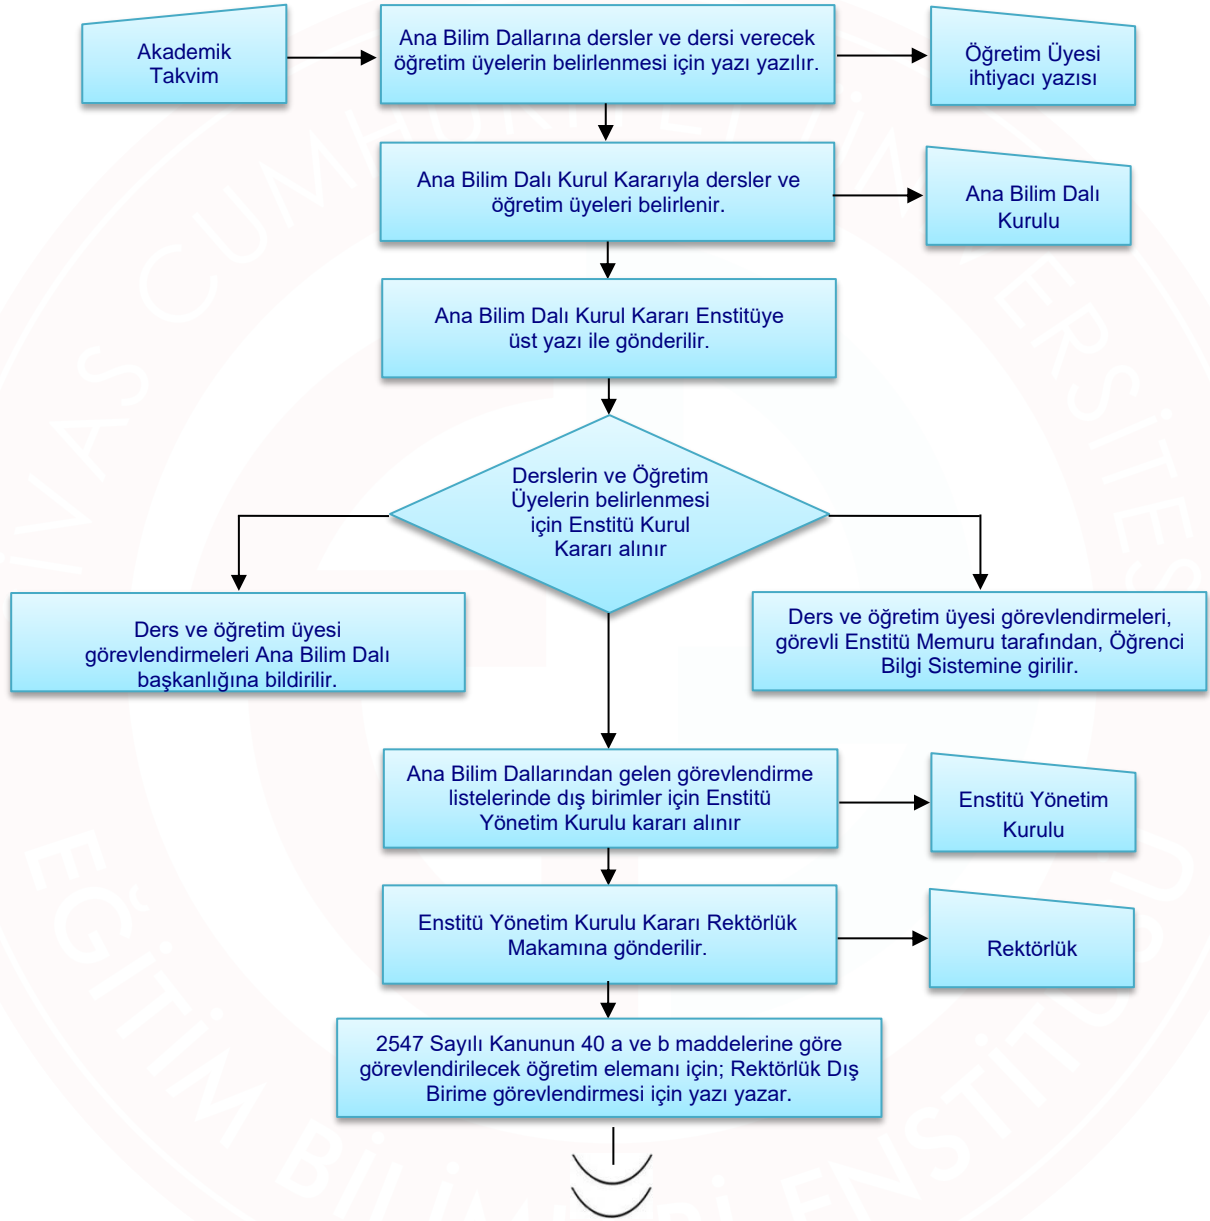 Akademik
Takvim
Ana Bilim Dallarına dersler ve dersi verecek
öğretim üyelerin belirlenmesi için yazı yazılır.
Öğretim Üyesi
ihtiyacı yazısı
Ana Bilim Dalı Kurul Kararıyla dersler ve
öğretim üyeleri belirlenir.
Ana Bilim Dalı
Kurulu
Ana Bilim Dalı Kurul Kararı Enstitüye
üst yazı ile gönderilir.
Derslerin ve Öğretim
Üyelerin belirlenmesi
için Enstitü Kurul
Kararı alınır
Ders ve öğretim üyesi
görevlendirmeleri Ana Bilim Dalı
başkanlığına bildirilir.
Ders ve öğretim üyesi görevlendirmeleri,
görevli Enstitü Memuru tarafından, Öğrenci
Bilgi Sistemine girilir.
Ana Bilim Dallarından gelen görevlendirme
listelerinde dış birimler için Enstitü
Yönetim Kurulu kararı alınır
Enstitü Yönetim
Kurulu
Enstitü Yönetim Kurulu Kararı Rektörlük
Makamına gönderilir.
Rektörlük
2547 Sayılı Kanunun 40 a ve b maddelerine göre
görevlendirilecek öğretim elemanı için; Rektörlük Dış
Birime görevlendirmesi için yazı yazar.